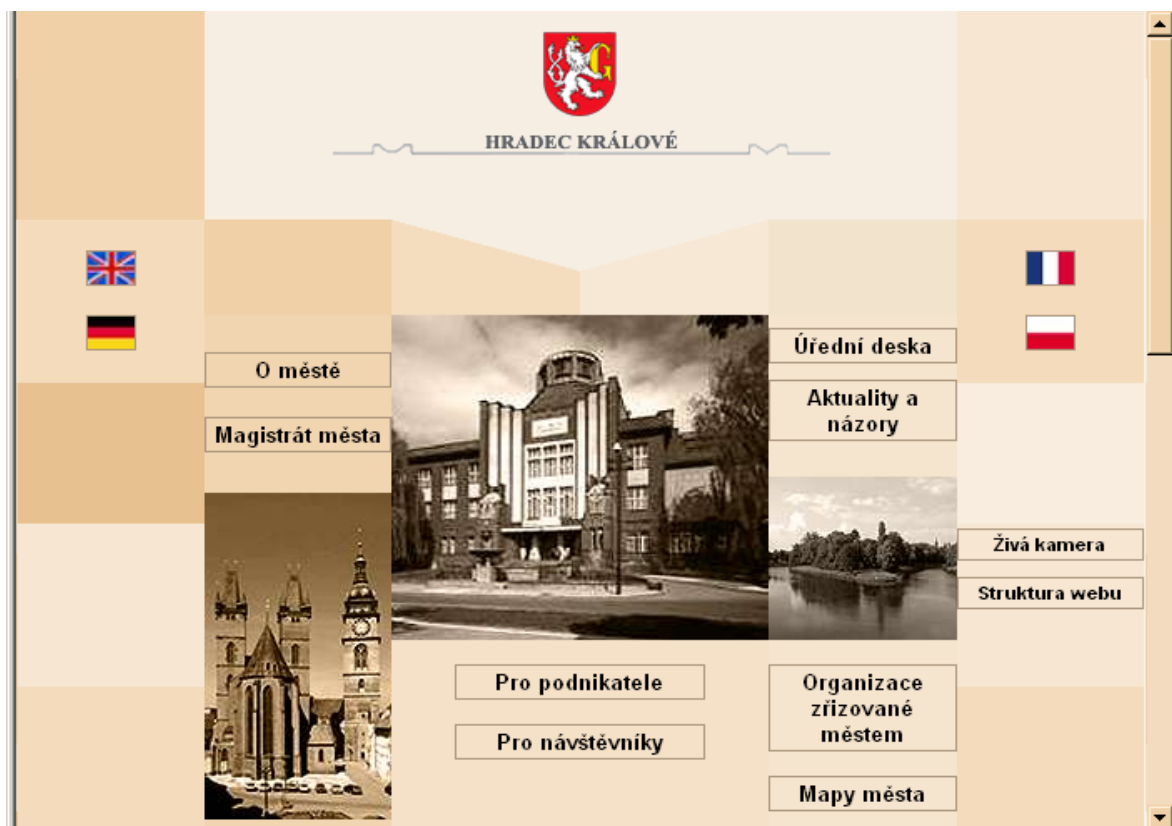 HRADEC KRÁLOVÉ
O městě
Magistrát města
Úřední deska
Aktuality a
názory
Živá kamera
Struktura webu
Pro podnikatele
Pro návštěvníky
Organizace
zřizované
městem
Mapy města